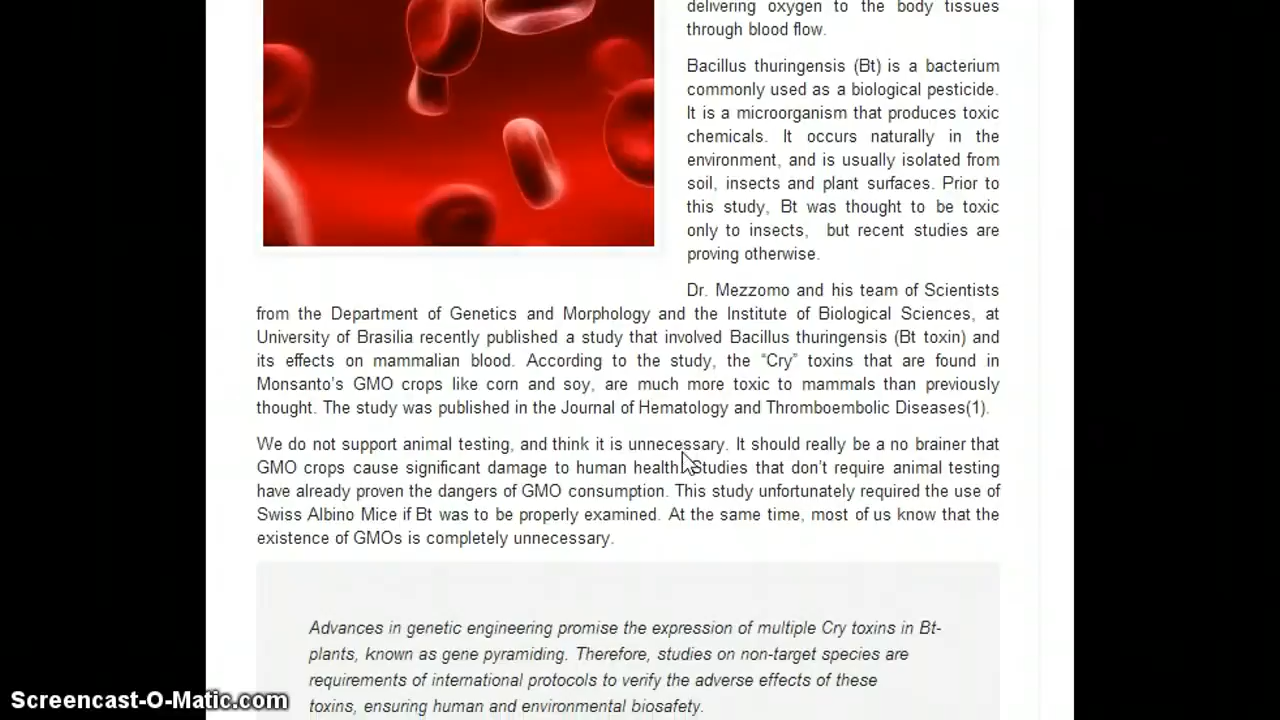 delivering oxygen to the body tissues
through blood flow.
Bacillus thuringensis (Bt) is a bacterium
commonly used as a biological pesticide.
It is a microorganism that produces toxic
chemicals. It occurs naturally in the
environment, and is usually isolated from
soil, insects and plant surfaces. Prior to
this study, Bt was thought to be toxic
only to insects, but recent studies are
proving otherwise.
Dr. Mezzomo and his team of Scientists
from the Department of Genetics and Morphology and the Institute of Biological Sciences, at
University of Brasilia recently published a study that involved Bacillus thuringensis (Bt toxin) and
its effects on mammalian blood. According to the study, the “Cry” toxins that are found in
Monsanto’s GMO crops like corn and soy, are much more toxic to mammals than previously
thought. The study was published in the Journal of Hematology and Thromboembolic Diseases(1).
We do not support animal testing, and think it is unnecessary. It should really be a no brainer that
GMO crops cause significant damage to human health. Studies that don’t require animal testing
have already proven the dangers of GMO consumption. This study unfortunately required the use of
Swiss Albino Mice if Bt was to be properly examined. At the same time, most of us know that the
existence of GMOs is completely unnecessary.
Advances in genetic engineering promise the expression of multiple Cry toxins in Bt-
plants, known as gene pyramiding. Therefore, studies on non-target species are
requirements of international protocols to verify the adverse effects of these
toxins, ensuring human and environmental biosafety.
Screencast-O-Matic.com